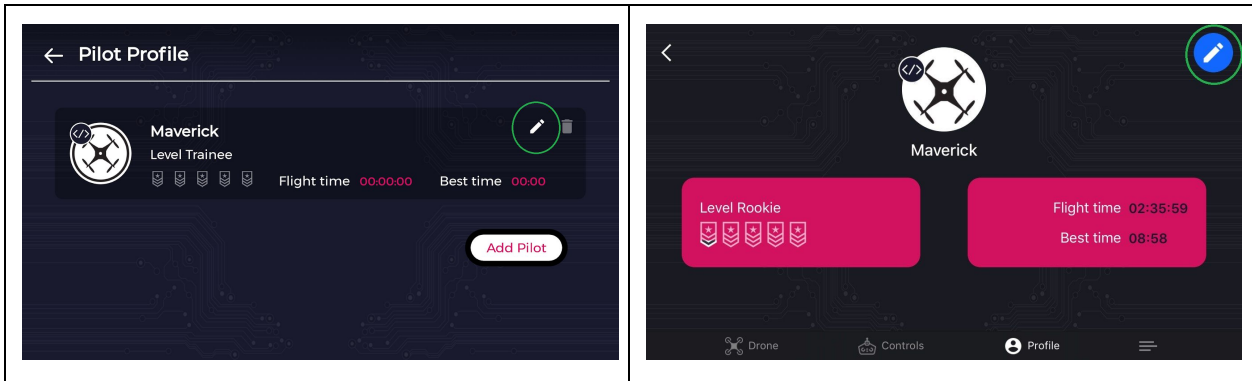 Pilot Profile
Maverick
Level Trainee
Flight time 00:00:00 Best time 00:00
Add Pilot
</>
Maverick
Level Rookie
Flight time 02:35:59
Best time 08:58
Drone Controls Profile